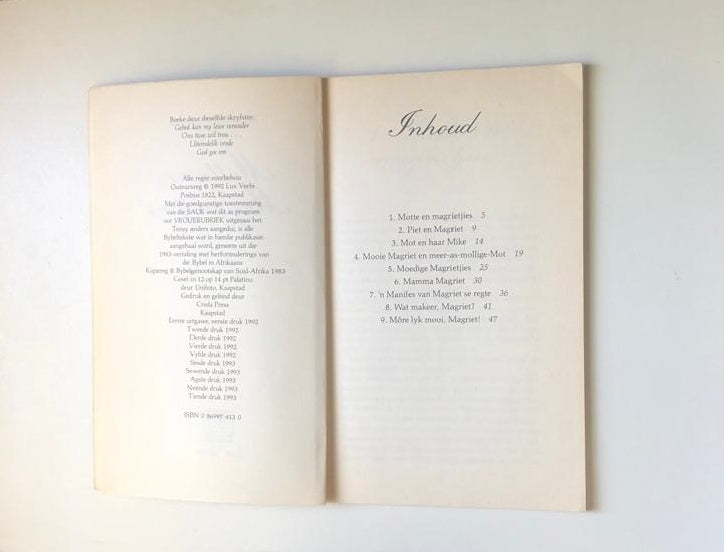 Boeke deur dieselfde skryfster:
Gebed kan my lewe verander
Ons twee wil trou . . .
Uiteindelik vrede
God gee om
Alle regte voorbehou
Outeursreg © 1992 Lux Verbi
Posbus 1822, Kaapstad
Met die goedgunstige toestemming
van die SAUK wat dit as program
oor VROUERUBRIEK uitgesaai het.
Tensy anders aangedui, is alle
Bybeltekste wat in hierdie publikasie
aangehaal word, geneem uit die
1983-vertaling met herformulerings van
die Bybel in Afrikaans
Kopiereg © Bybelgenootskap van Suid-Afrika 1983
Geset in 12 op 14 pt Palatino
deur Unifoto, Kaapstad
Gedruk en gebind deur
Creda Press
Kaapstad
Eerste uitgawe, eerste druk 1992
Tweede druk 1992
Derde druk 1992
Vierde druk 1992
Vyfde druk 1992
Sesde druk 1993
Sewende druk 1993
Agtste druk 1993
Neënde druk 1993
Tiende druk 1993
ISBN 0 86997 413 0
Inhoud
1. Motte en magrietjies 5
2. Piet en Magriet 9
3. Mot en haar Mike 14
4. Mooie Magriet en meer-as-mollige-Mot 19
5. Moedige Magrietjies 25
6. Mamma Magriet 30
7. 'n Manifes van Magriet se regte 36
8. Wat makeer, Magriet? 41
9. Môre lyk mooi, Magriet! 47